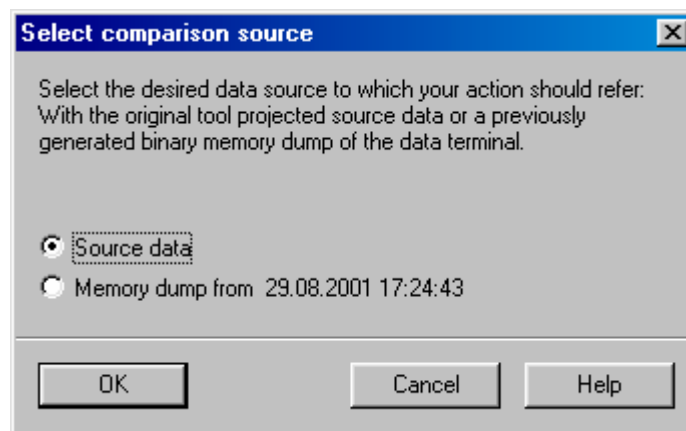 Select comparison source
Select the desired data source to which your action should refer:
With the original tool projected source data or a previously
generated binary memory dump of the data terminal.
Source data
Memory dump from 29.08.2001 17:24:43
OK Cancel Help